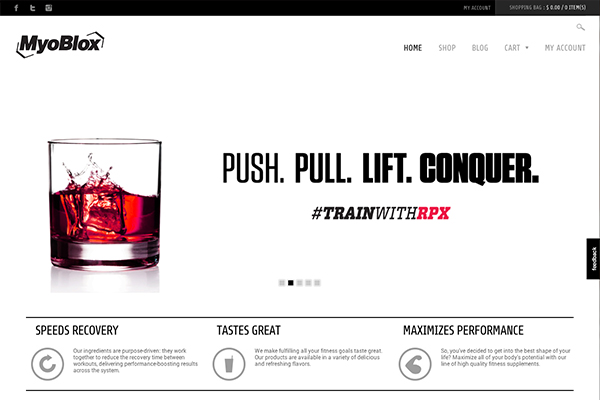 MY ACCOUNT SHOPPING BAG : $ 0.00 / 0 ITEM(S)
MyoBlox
HOME SHOP BLOG CART MY ACCOUNT
PUSH. PULL. LIFT. CONQUER.
#TRAINWITHRPX
feedback
SPEEDS RECOVERY
Our ingredients are purpose-driven: they work
together to reduce the recovery time between
workouts, delivering performance-boosting results
across the system.
TASTES GREAT
We make fulfilling all your fitness goals taste great.
Our products are available in a variety of delicious
and refreshing flavors.
MAXIMIZES PERFORMANCE
So, you've decided to get into the best shape of your
life? Maximize all of your body's potential with our
line of high quality fitness supplements.